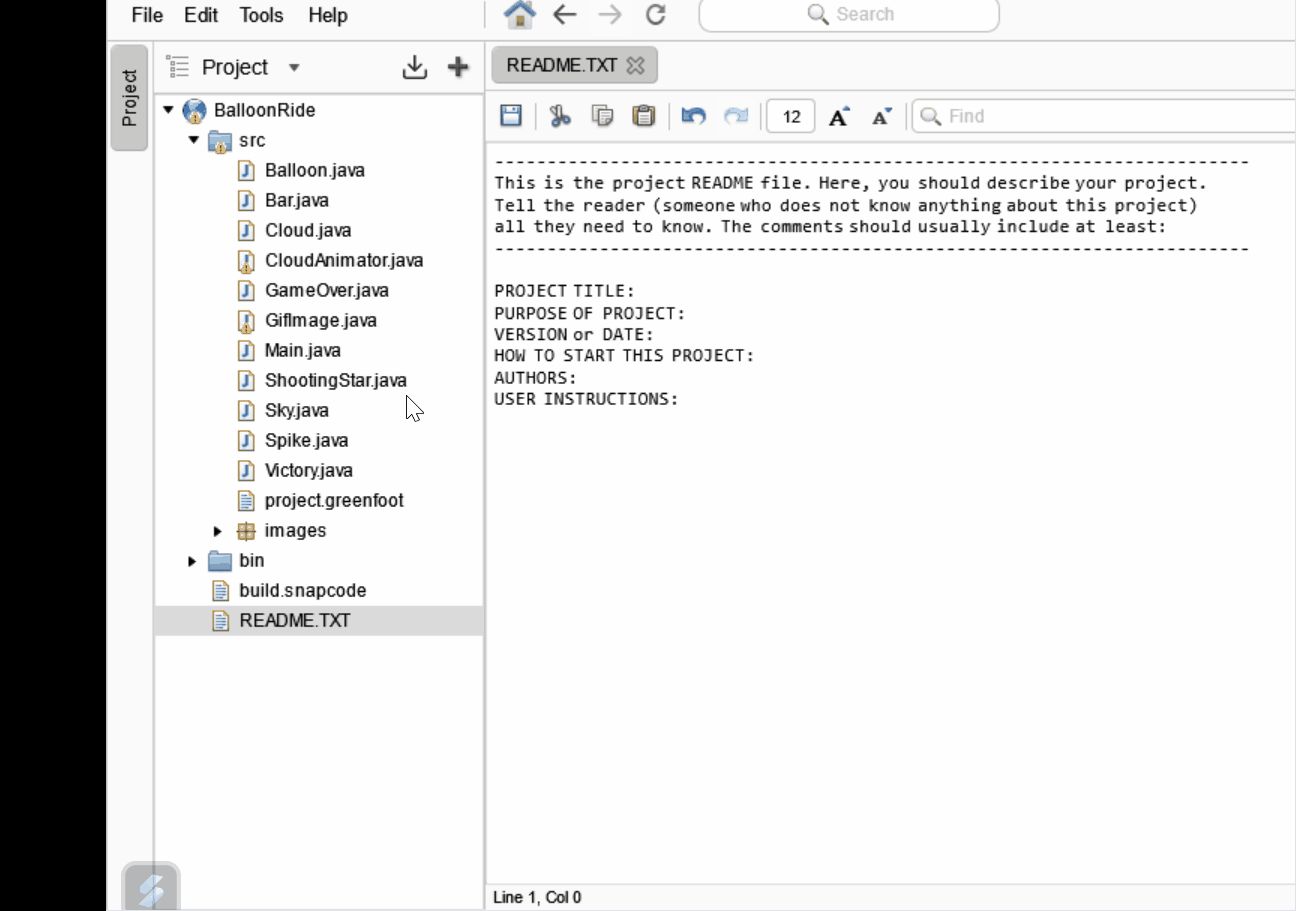 File Edit Tools Help
Search
Project
Project
README.TXT
BalloonRide
src
Balloon.java
Bar.java
Cloud.java
CloudAnimator.java
GameOver.java
GifImage.java
Main.java
ShootingStar.java
Sky.java
Spike.java
Victory.java
project.greenfoot
images
bin
build.snapcode
README.TXT
12 A A Find
------------------------------------------------------------------------
This is the project README file. Here, you should describe your project.
Tell the reader (someone who does not know anything about this project)
all they need to know. The comments should usually include at least:
------------------------------------------------------------------------
PROJECT TITLE:
PURPOSE OF PROJECT:
VERSION or DATE:
HOW TO START THIS PROJECT:
AUTHORS:
USER INSTRUCTIONS:
Line 1, Col 0